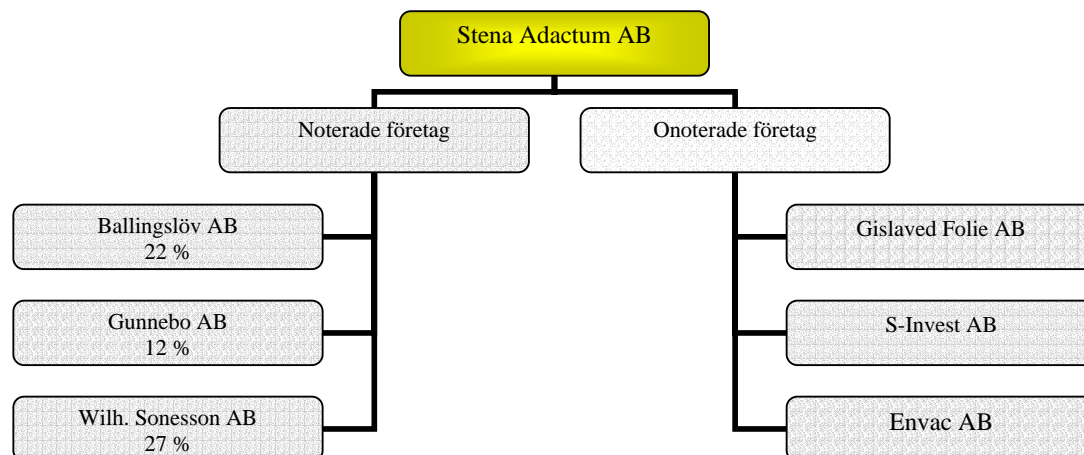 Stena Adactum AB
Noterade företag
Onoterade företag
Ballingslöv AB
22 %
Gunnebo AB
12 %
Wilh. Sonesson AB
27 %
Gislaved Folie AB
S-Invest AB
Envac AB